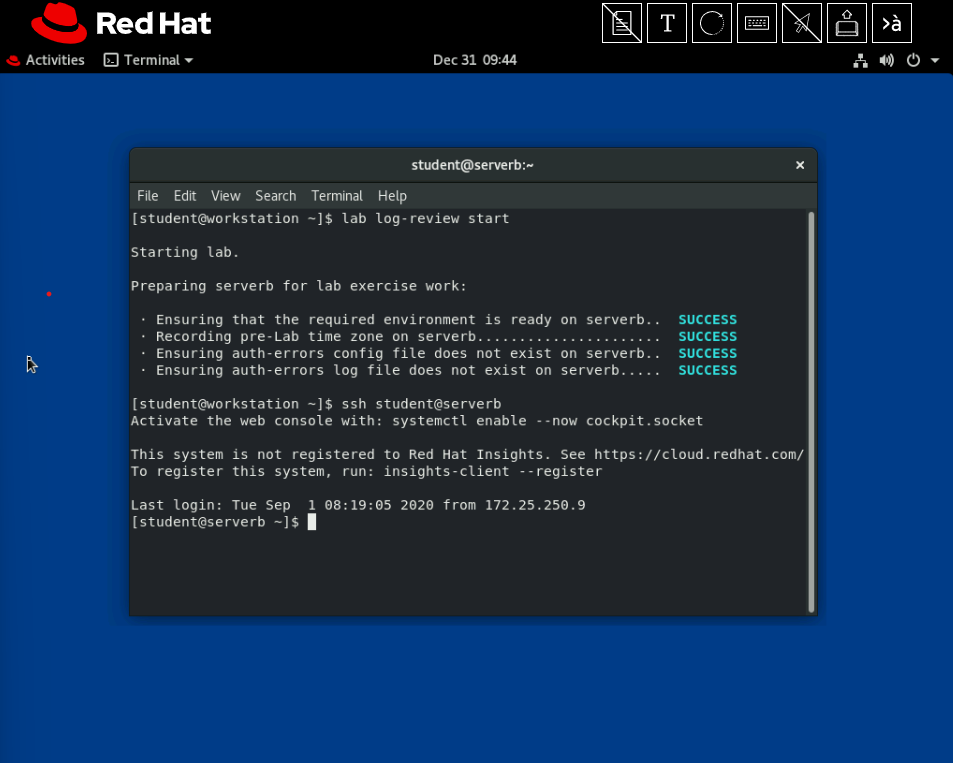 Red Hat
T
>à
Activities Terminal Dec 31 09:44
student@serverb:~ ×
File Edit View Search Terminal Help
[student@workstation ~]$ lab log-review start
Starting lab.
Preparing serverb for lab exercise work:
· Ensuring that the required environment is ready on serverb.. SUCCESS
· Recording pre-Lab time zone on serverb...................... SUCCESS
· Ensuring auth-errors config file does not exist on serverb.. SUCCESS
· Ensuring auth-errors log file does not exist on serverb..... SUCCESS
[student@workstation ~]$ ssh student@serverb
Activate the web console with: systemctl enable --now cockpit.socket
This system is not registered to Red Hat Insights. See https://cloud.redhat.com/
To register this system, run: insights-client --register
Last login: Tue Sep  1 08:19:05 2020 from 172.25.250.9
[student@serverb ~]$